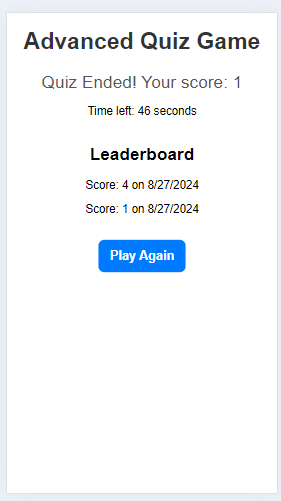 Advanced Quiz Game
Quiz Ended! Your score: 1
Time left: 46 seconds
Leaderboard
Score: 4 on 8/27/2024
Score: 1 on 8/27/2024
Play Again